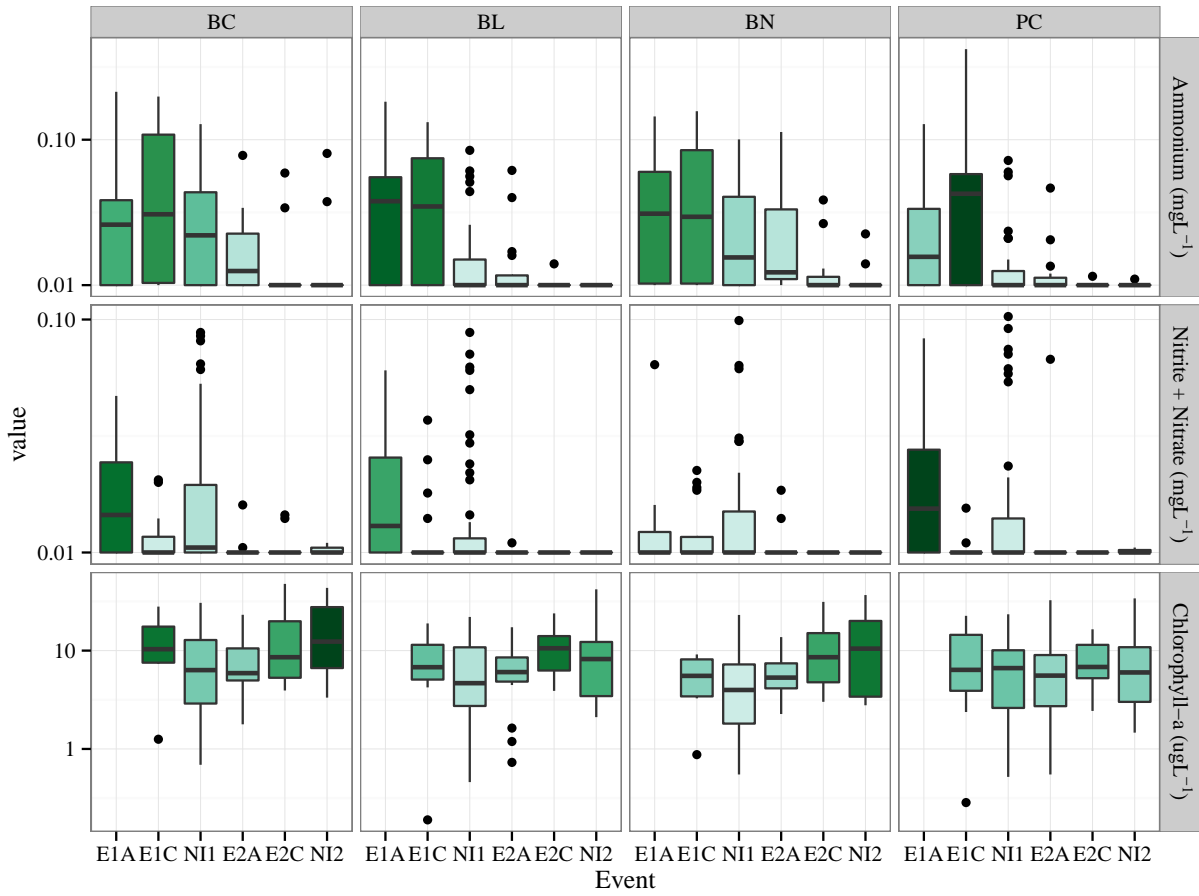 BC BL BN PC
0.10
0.01
Ammonium (mgL⁻¹)
0.10
0.01
Nitrite + Nitrate (mgL⁻¹)
value
10
1
Chlorophyll−a (ugL⁻¹)
E1A E1C NI1 E2A E2C NI2 E1A E1C NI1 E2A E2C NI2 E1A E1C NI1 E2A E2C NI2 E1A E1C NI1 E2A E2C NI2
Event